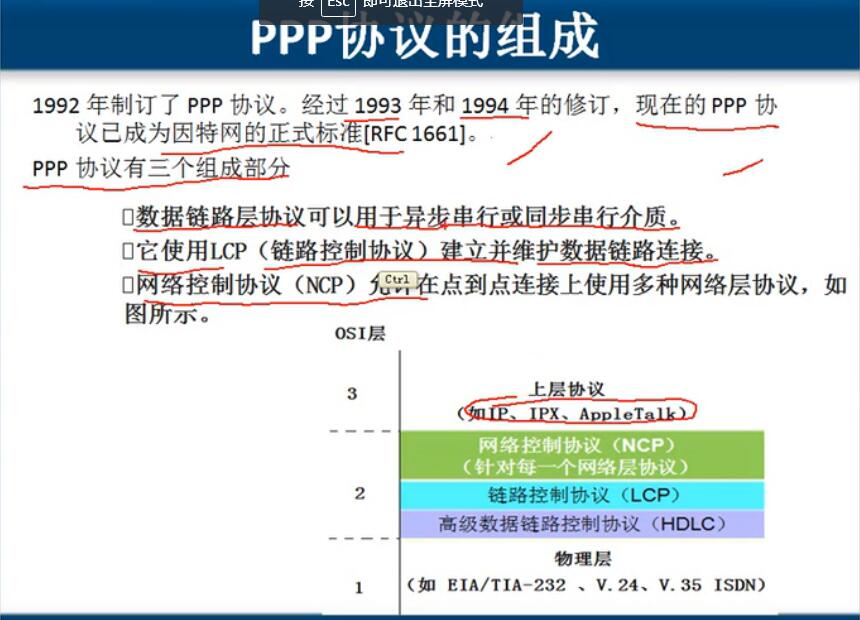 按 Esc 即可退出全屏模式
PPP协议的组成
1992 年制订了 PPP 协议。经过 1993 年和 1994 年的修订，现在的 PPP 协
议已成为因特网的正式标准[RFC 1661]。
PPP 协议有三个组成部分
数据链路层协议可以用于异步串行或同步串行介质。
它使用LCP（链路控制协议）建立并维护数据链路连接。
网络控制协议（NCP）允许在点到点连接上使用多种网络层协议，如
图所示。
Ctrl
OSI层
3
上层协议
（如IP、IPX、AppleTalk）
网络控制协议（NCP）
（针对每一个网络层协议）
2
链路控制协议（LCP）
高级数据链路控制协议（HDLC）
物理层
1
（如 EIA/TIA-232 、V.24、V.35 ISDN）